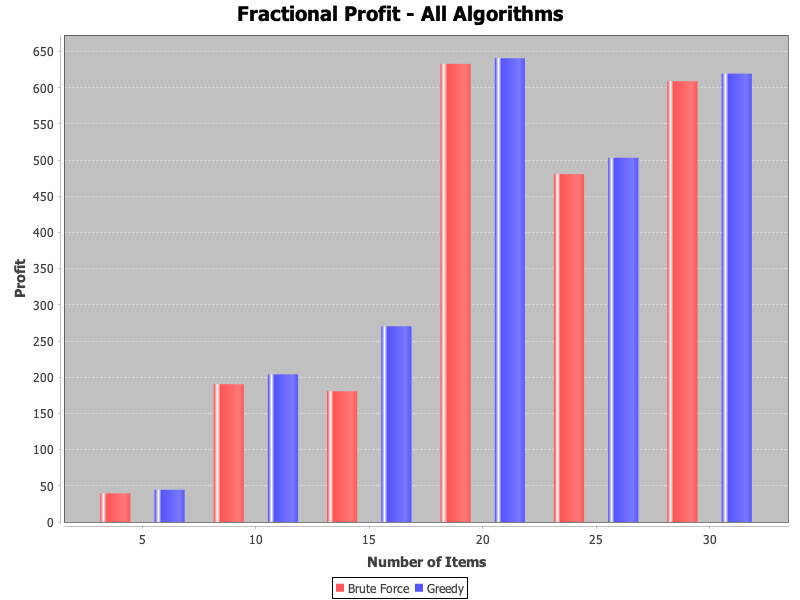 Fractional Profit - All Algorithms
650
600
550
500
450
400
350
300
250
200
150
100
50
0
Profit
5 10 15 20 25 30
Number of Items
Brute Force Greedy